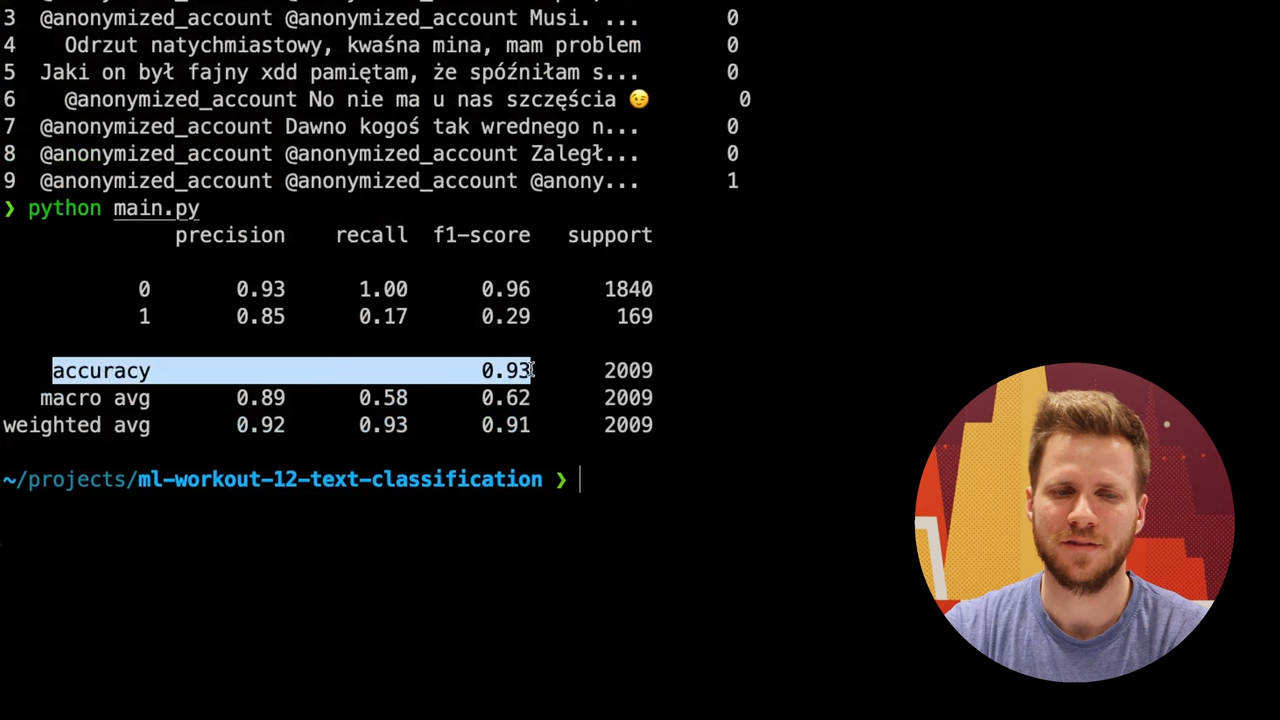 3 @anonymized_account @anonymized_account Musi. ... 0
4 Odrzut natychmiastowy, kwaśna mina, mam problem 0
5 Jaki on był fajny xdd pamiętam, że spóźniłam s... 0
6 @anonymized_account No nie ma u nas szczęścia 😉 0
7 @anonymized_account Dawno kogoś tak wrednego n... 0
8 @anonymized_account @anonymized_account Zaległ... 0
9 @anonymized_account @anonymized_account @anony... 1
❯ python main.py
precision recall f1-score support
0 0.93 1.00 0.96 1840
1 0.85 0.17 0.29 169
accuracy 0.93 2009
macro avg 0.89 0.58 0.62 2009
weighted avg 0.92 0.93 0.91 2009
~/projects/ml-workout-12-text-classification ❯